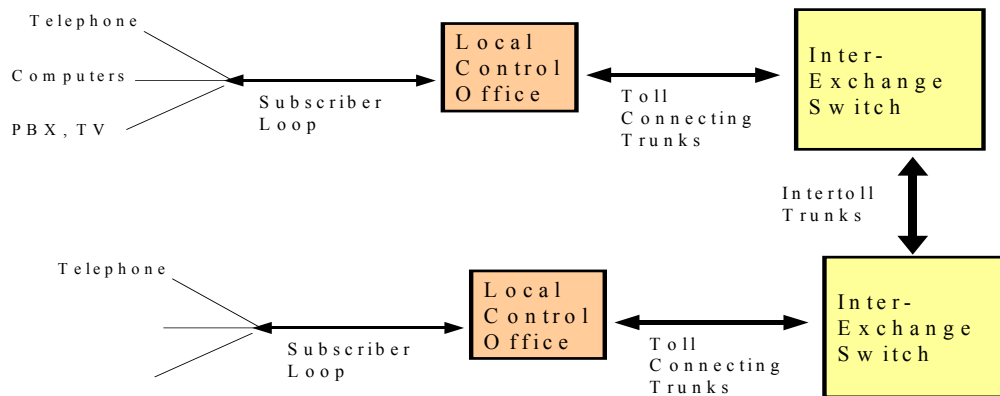 Telephone
Computers
PBX, TV
Subscriber
Loop
Local
Control
Office
Toll
Connecting
Trunks
Inter-
Exchange
Switch
Intertoll
Trunks
Telephone
Subscriber
Loop
Local
Control
Office
Toll
Connecting
Trunks
Inter-
Exchange
Switch